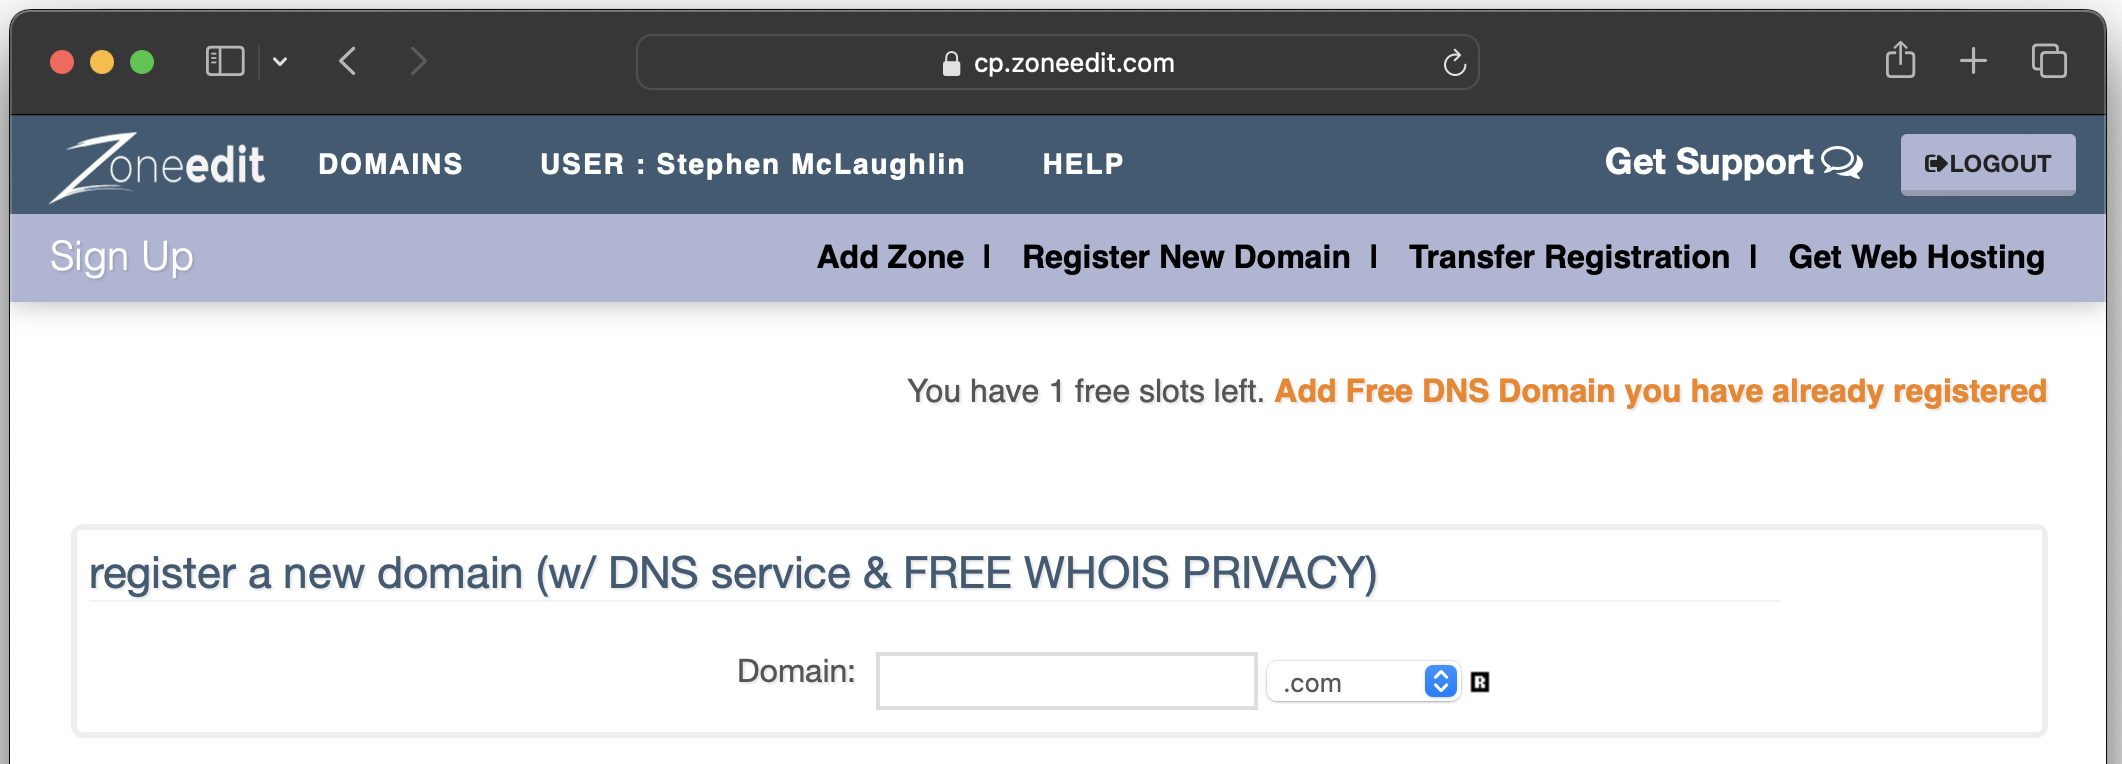 cp.zoneedit.com
Zoneedit DOMAINS USER : Stephen McLaughlin HELP Get Support LOGOUT
Sign Up Add Zone | Register New Domain | Transfer Registration | Get Web Hosting
You have 1 free slots left. Add Free DNS Domain you have already registered
register a new domain (w/ DNS service & FREE WHOIS PRIVACY)
Domain: .com R